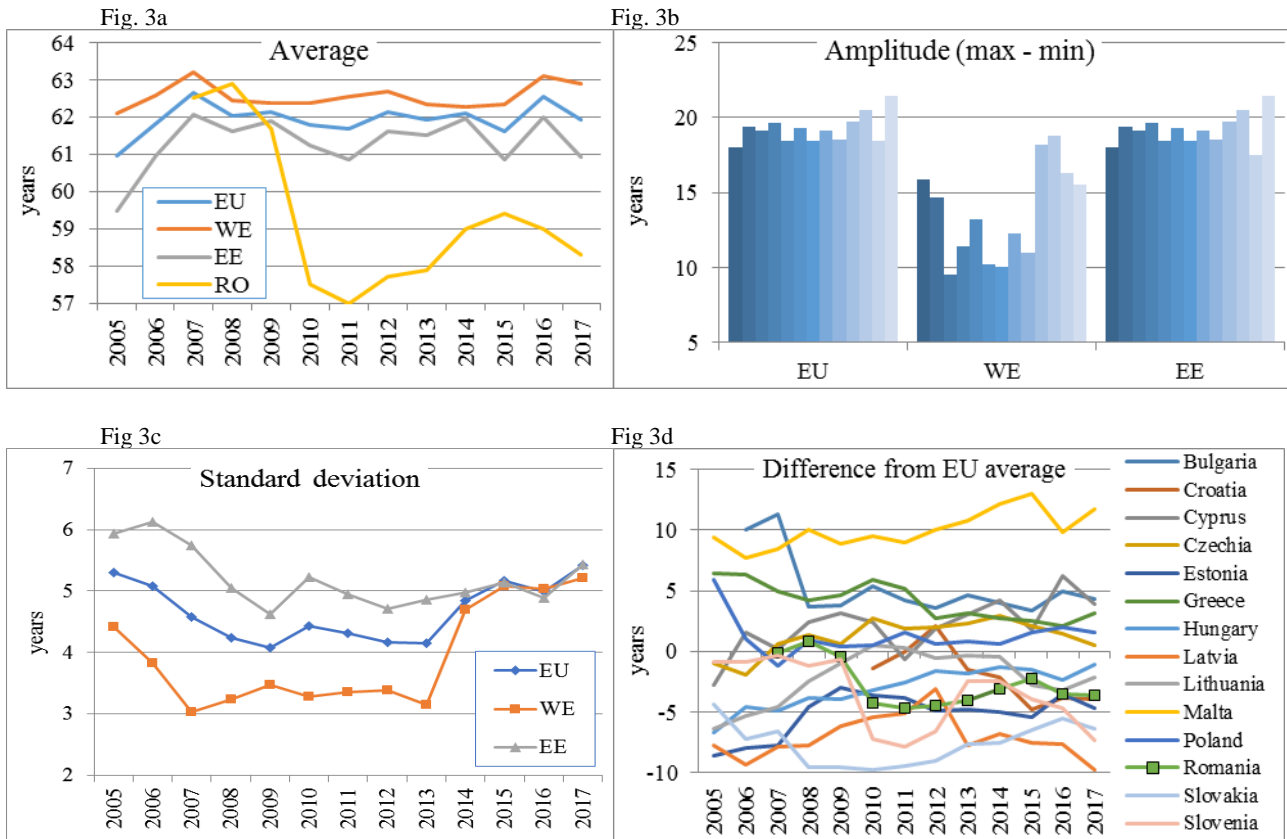 Fig. 3a
Average
years
64
63
62
61
60
59
58
57
EU
WE
EE
RO
2005
2006
2007
2008
2009
2010
2011
2012
2013
2014
2015
2016
2017
Fig. 3b
Amplitude (max - min)
years
25
20
15
10
5
EU
WE
EE
Fig 3c
Standard deviation
years
7
6
5
4
3
2
EU
WE
EE
2005
2006
2007
2008
2009
2010
2011
2012
2013
2014
2015
2016
2017
Fig 3d
Difference from EU average
years
15
10
5
0
-5
-10
2005
2006
2007
2008
2009
2010
2011
2012
2013
2014
2015
2016
2017
Bulgaria
Croatia
Cyprus
Czechia
Estonia
Greece
Hungary
Latvia
Lithuania
Malta
Poland
Romania
Slovakia
Slovenia